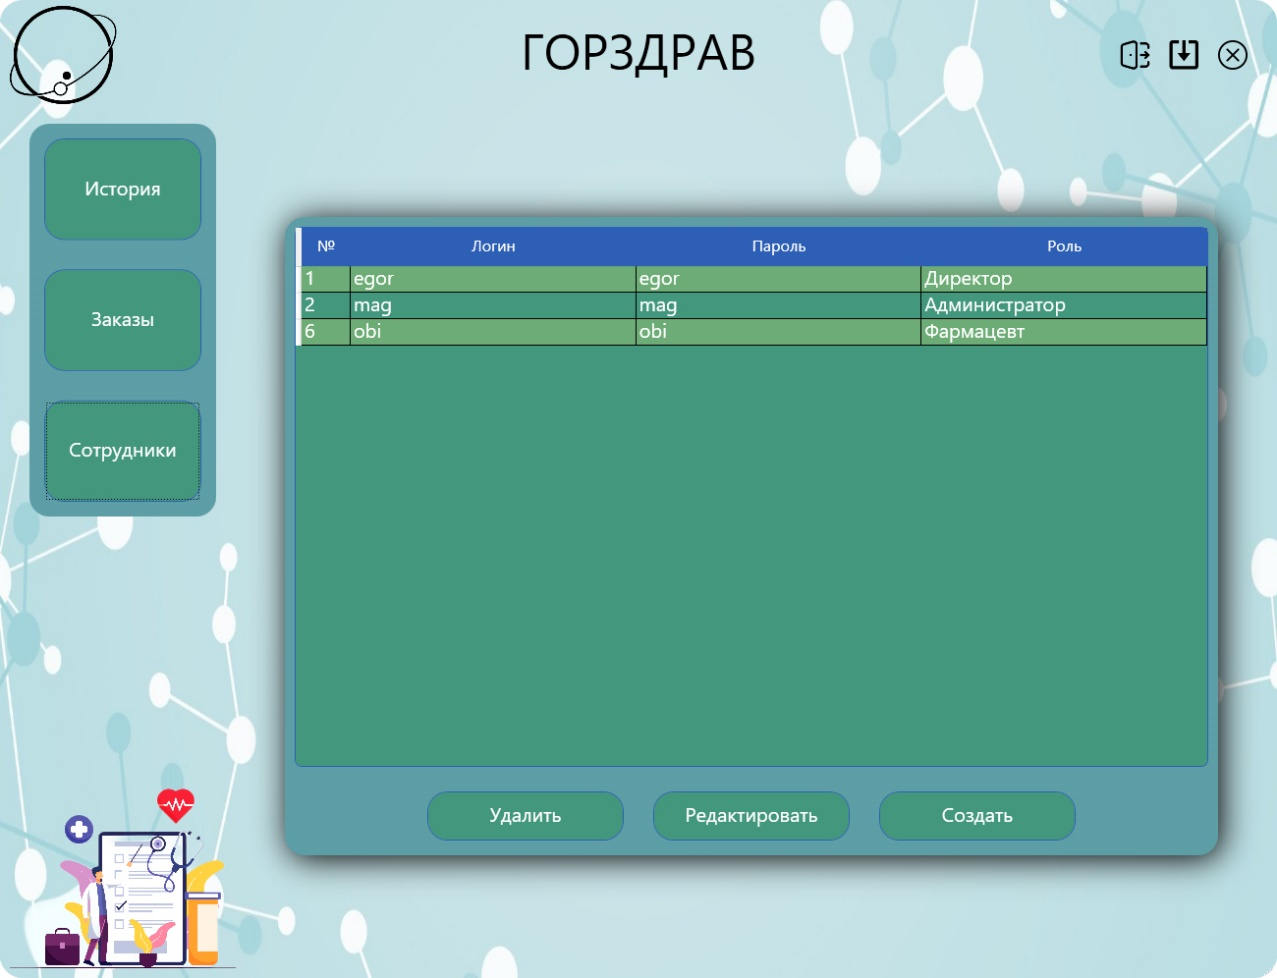 ГОРЗДРАВ
История
Заказы
Сотрудники
№ Логин Пароль Роль
1 egor egor Директор
2 mag mag Администратор
6 obi obi Фармацевт
Удалить Редактировать Создать